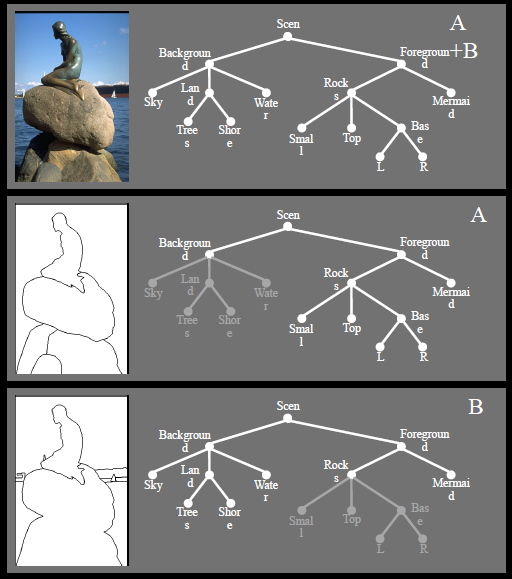 Scen
A
Backgroun
d
Foregroun
d
+B
Sky
Lan
d
Wate
r
Rock
s
Mermai
d
Tree
s
Shor
e
Smal
l
Top
Bas
e
L
R
Scen
A
Backgroun
d
Foregroun
d
Sky
Lan
d
Wate
r
Rock
s
Mermai
d
Tree
s
Shor
e
Smal
l
Top
Bas
e
L
R
Scen
B
Backgroun
d
Foregroun
d
Sky
Lan
d
Wate
r
Rock
s
Mermai
d
Tree
s
Shor
e
Smal
l
Top
Bas
e
L
R